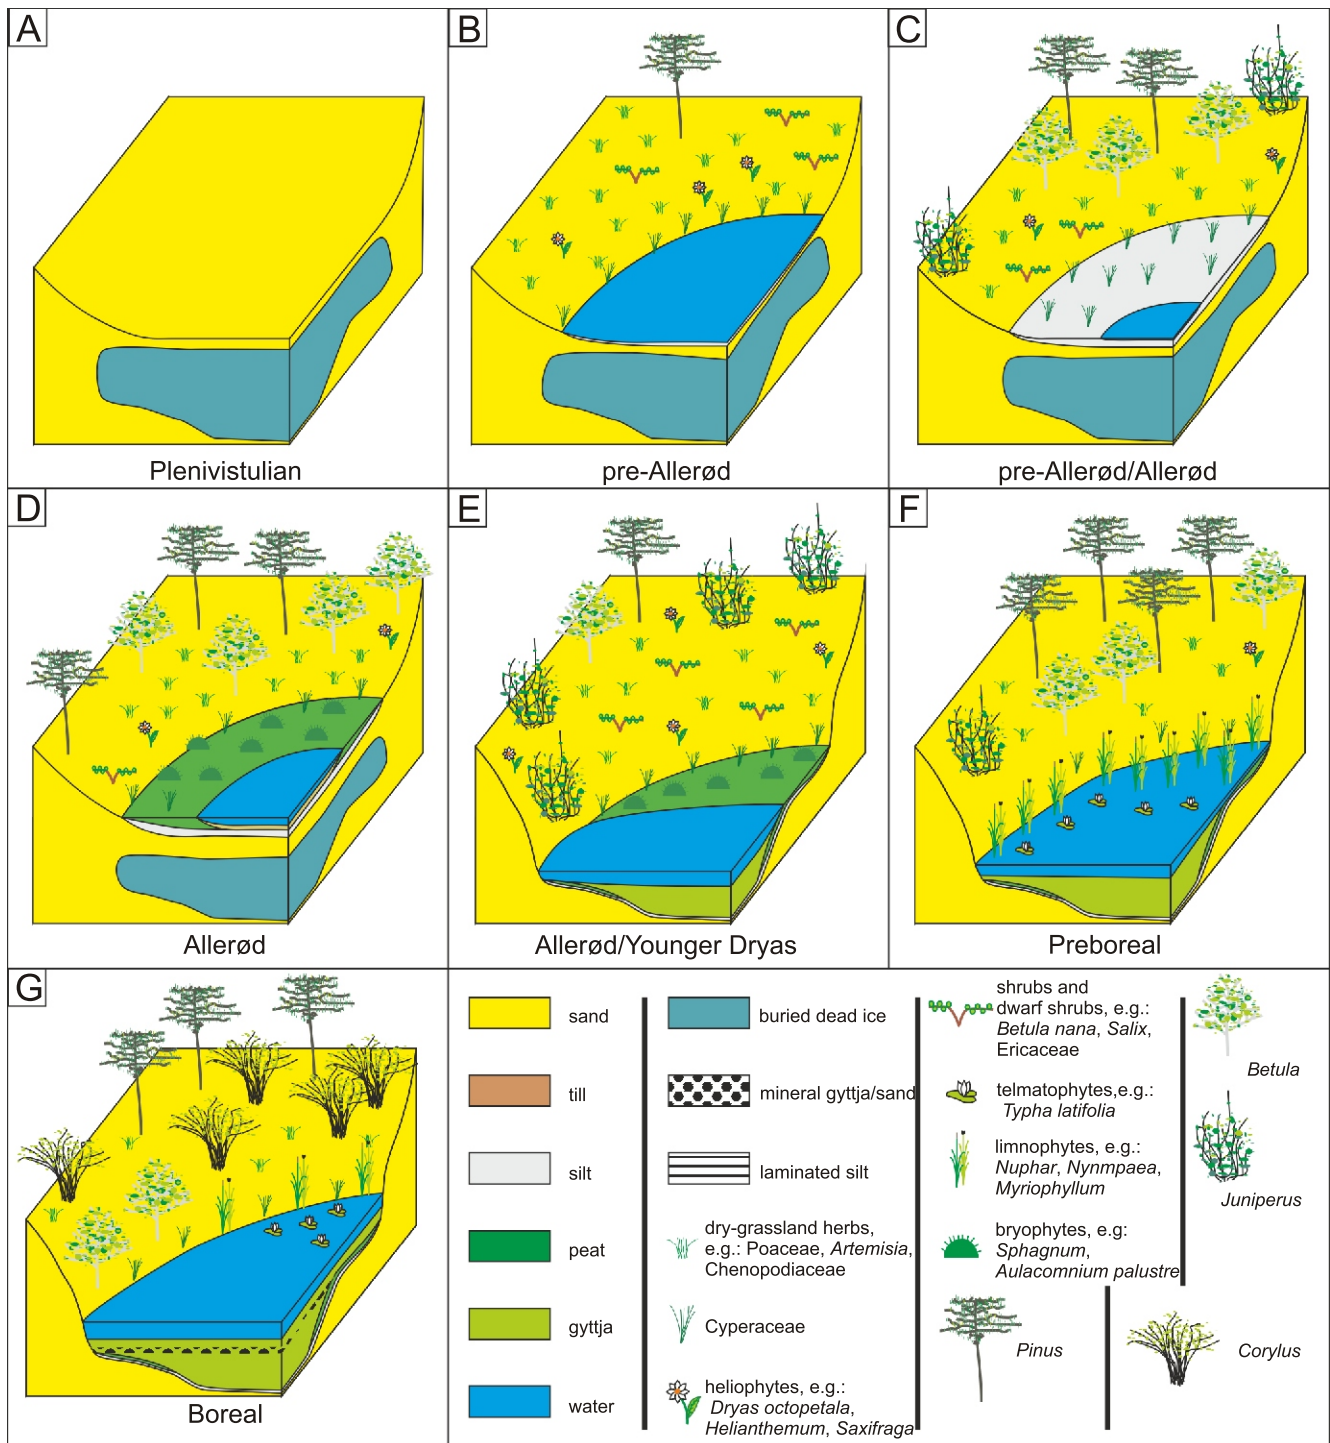 A
B
C
Plenivistulian
pre-Allerød
pre-Allerød/Allerød
D
E
F
Allerød
Allerød/Younger Dryas
Preboreal
G
Boreal
sand
till
silt
peat
gyttja
water
buried dead ice
mineral gyttja/sand
laminated silt
dry-grassland herbs,
e.g.: Poaceae, Artemisia,
Chenopodiaceae
Cyperaceae
heliophytes, e.g.:
Dryas octopetala,
Helianthemum, Saxifraga
shrubs and
dwarf shrubs, e.g.:
Betula nana, Salix,
Ericaceae
telmatophytes,e.g.:
Typha latifolia
limnophytes, e.g.:
Nuphar, Nynmpaea,
Myriophyllum
bryophytes, e.g:
Sphagnum,
Aulacomnium palustre
Betula
Juniperus
Pinus
Corylus